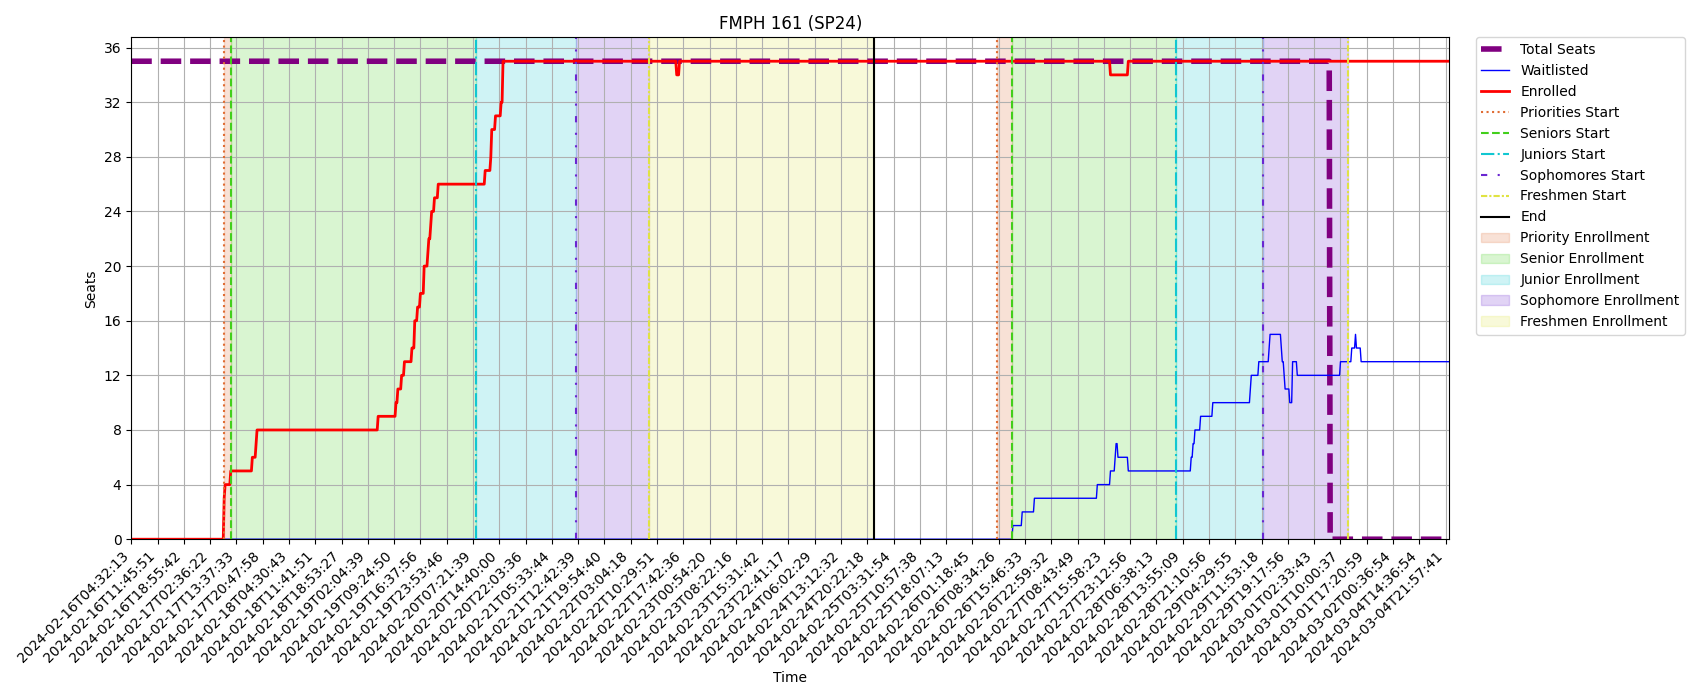 FMPH 161 (SP24)
Seats
36
32
28
24
20
16
12
8
4
0
2024-02-16T04:32:13
2024-02-16T11:45:51
2024-02-16T18:55:42
2024-02-17T02:36:22
2024-02-17T13:37:33
2024-02-17T20:47:58
2024-02-18T04:30:43
2024-02-18T11:41:51
2024-02-18T18:53:27
2024-02-19T02:04:39
2024-02-19T09:24:50
2024-02-19T16:37:56
2024-02-19T23:53:46
2024-02-20T07:21:39
2024-02-20T14:40:00
2024-02-20T22:03:36
2024-02-21T05:33:44
2024-02-21T12:42:39
2024-02-21T19:54:40
2024-02-22T03:04:18
2024-02-22T10:29:51
2024-02-22T17:42:36
2024-02-23T00:54:20
2024-02-23T08:22:16
2024-02-23T15:31:42
2024-02-23T22:41:17
2024-02-24T06:02:29
2024-02-24T13:12:32
2024-02-24T20:22:18
2024-02-25T03:31:54
2024-02-25T10:57:38
2024-02-25T18:07:13
2024-02-26T01:18:45
2024-02-26T08:34:26
2024-02-26T15:46:33
2024-02-26T22:59:32
2024-02-27T08:43:49
2024-02-27T15:58:23
2024-02-27T23:12:56
2024-02-28T06:38:13
2024-02-28T13:55:09
2024-02-28T21:10:56
2024-02-29T04:29:55
2024-02-29T11:53:18
2024-02-29T19:17:56
2024-03-01T02:33:43
2024-03-01T10:00:37
2024-03-01T17:20:59
2024-03-02T00:36:54
2024-03-04T14:36:54
2024-03-04T21:57:41
Time
Total Seats
Waitlisted
Enrolled
Priorities Start
Seniors Start
Juniors Start
Sophomores Start
Freshmen Start
End
Priority Enrollment
Senior Enrollment
Junior Enrollment
Sophomore Enrollment
Freshmen Enrollment